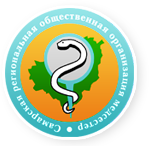 Самарская региональная общественная организация медсестер